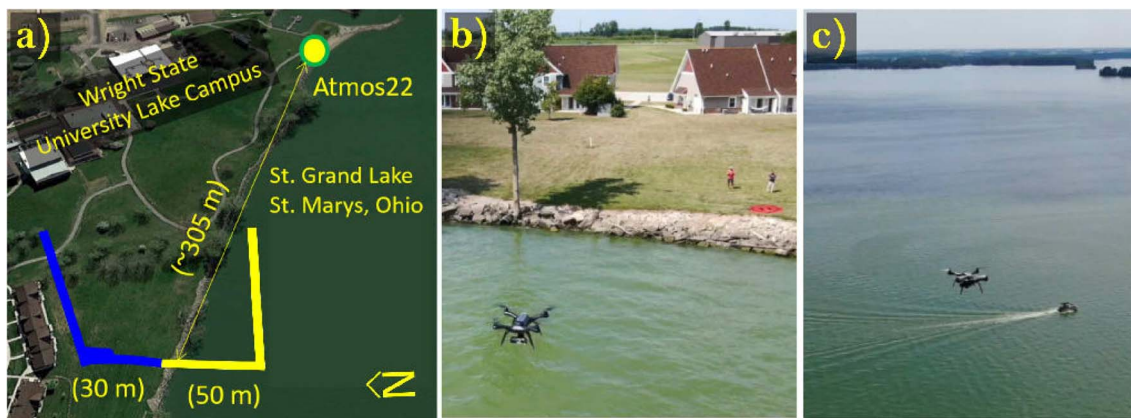 a)
Wright State
University Lake Campus
Atmos22
St. Grand Lake
St. Marys, Ohio
(~305 m)
(30 m)
(50 m)
N
b)
c)